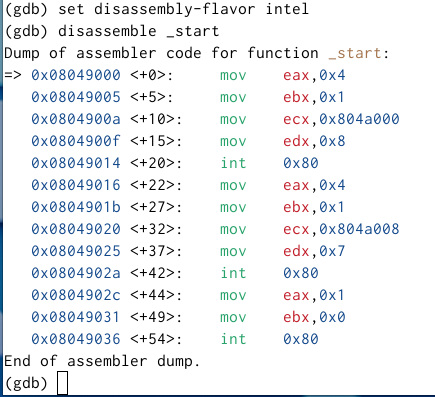 (gdb) set disassembly-flavor intel
(gdb) disassemble _start
Dump of assembler code for function _start:
=> 0x08049000 <+0>:     mov    eax,0x4
   0x08049005 <+5>:     mov    ebx,0x1
   0x0804900a <+10>:    mov    ecx,0x804a000
   0x0804900f <+15>:    mov    edx,0x8
   0x08049014 <+20>:    int    0x80
   0x08049016 <+22>:    mov    eax,0x4
   0x0804901b <+27>:    mov    ebx,0x1
   0x08049020 <+32>:    mov    ecx,0x804a008
   0x08049025 <+37>:    mov    edx,0x7
   0x0804902a <+42>:    int    0x80
   0x0804902c <+44>:    mov    eax,0x1
   0x08049031 <+49>:    mov    ebx,0x0
   0x08049036 <+54>:    int    0x80
End of assembler dump.
(gdb)